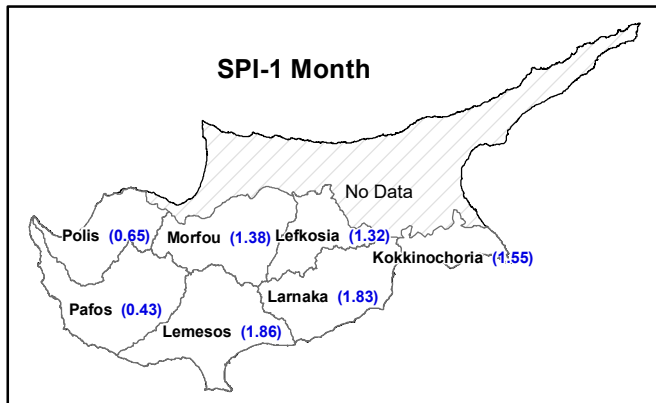 SPI-1 Month
No Data
Polis (0.65)
Morfou (1.38)
Lefkosia (1.32)
Kokkinochoria (1.55)
Pafos (0.43)
Lemesos (1.86)
Larnaka (1.83)